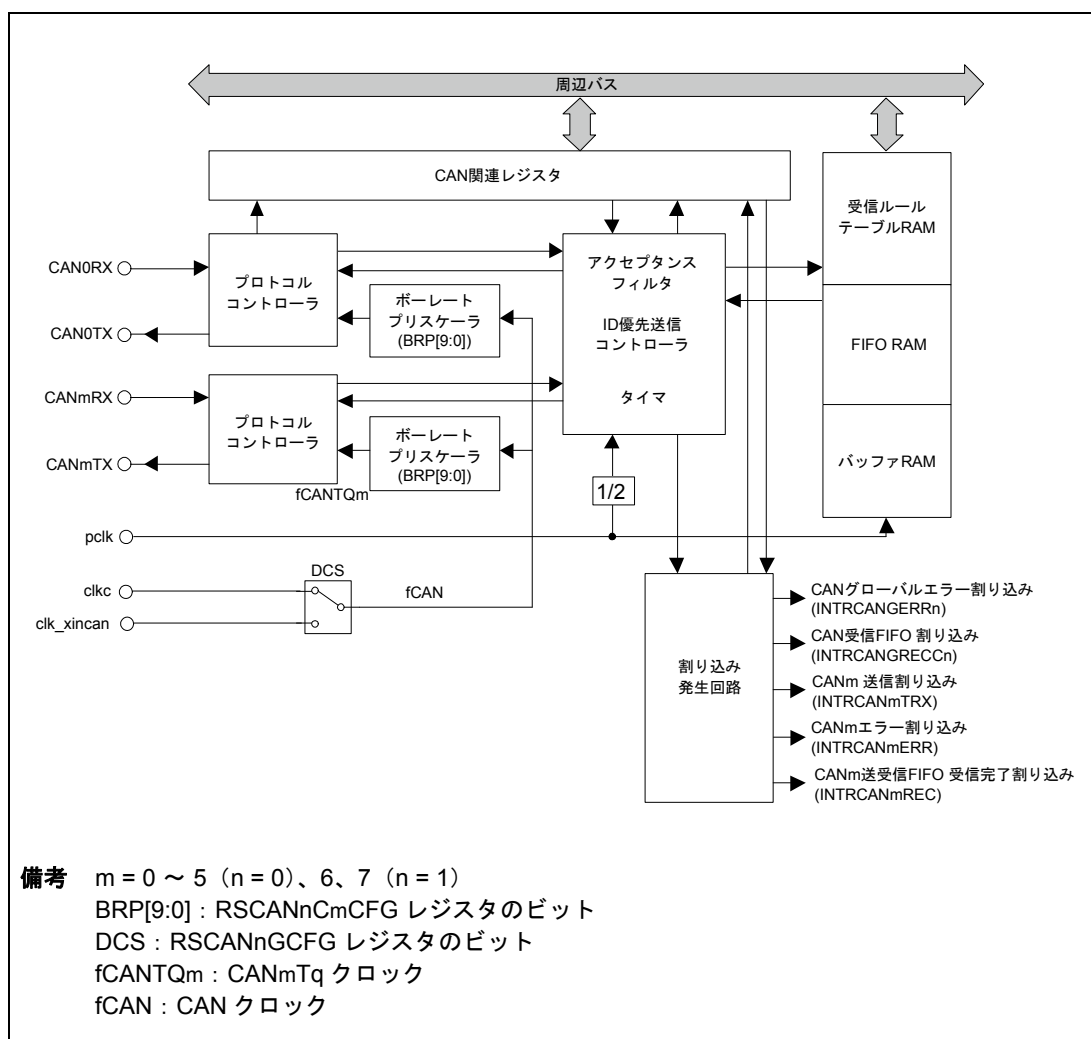 周辺バス
CAN関連レジスタ
受信ルール
テーブルRAM
FIFO RAM
バッファRAM
CAN0RX
CAN0TX
プロトコル
コントローラ
ボーレート
プリスケーラ
(BRP[9:0])
アクセプタンス
フィルタ
ID優先送信
コントローラ
タイマ
CANmRX
CANmTX
プロトコル
コントローラ
ボーレート
プリスケーラ
(BRP[9:0])
fCANTQm
1/2
pclk
clkc
clk_xincan
DCS
fCAN
割り込み
発生回路
CANグローバルエラー割り込み
(INTRCANGERRn)
CAN受信FIFO 割り込み
(INTRCANGRECCn)
CANm 送信割り込み
(INTRCANmTRX)
CANmエラー割り込み
(INTRCANmERR)
CANm送受信FIFO 受信完了割り込み
(INTRCANmREC)
備考 m = 0 ～ 5（n = 0）、6、7（n = 1）
BRP[9:0]：RSCANnCmCFG レジスタのビット
DCS：RSCANnGCFG レジスタのビット
fCANTQm：CANmTq クロック
fCAN：CAN クロック